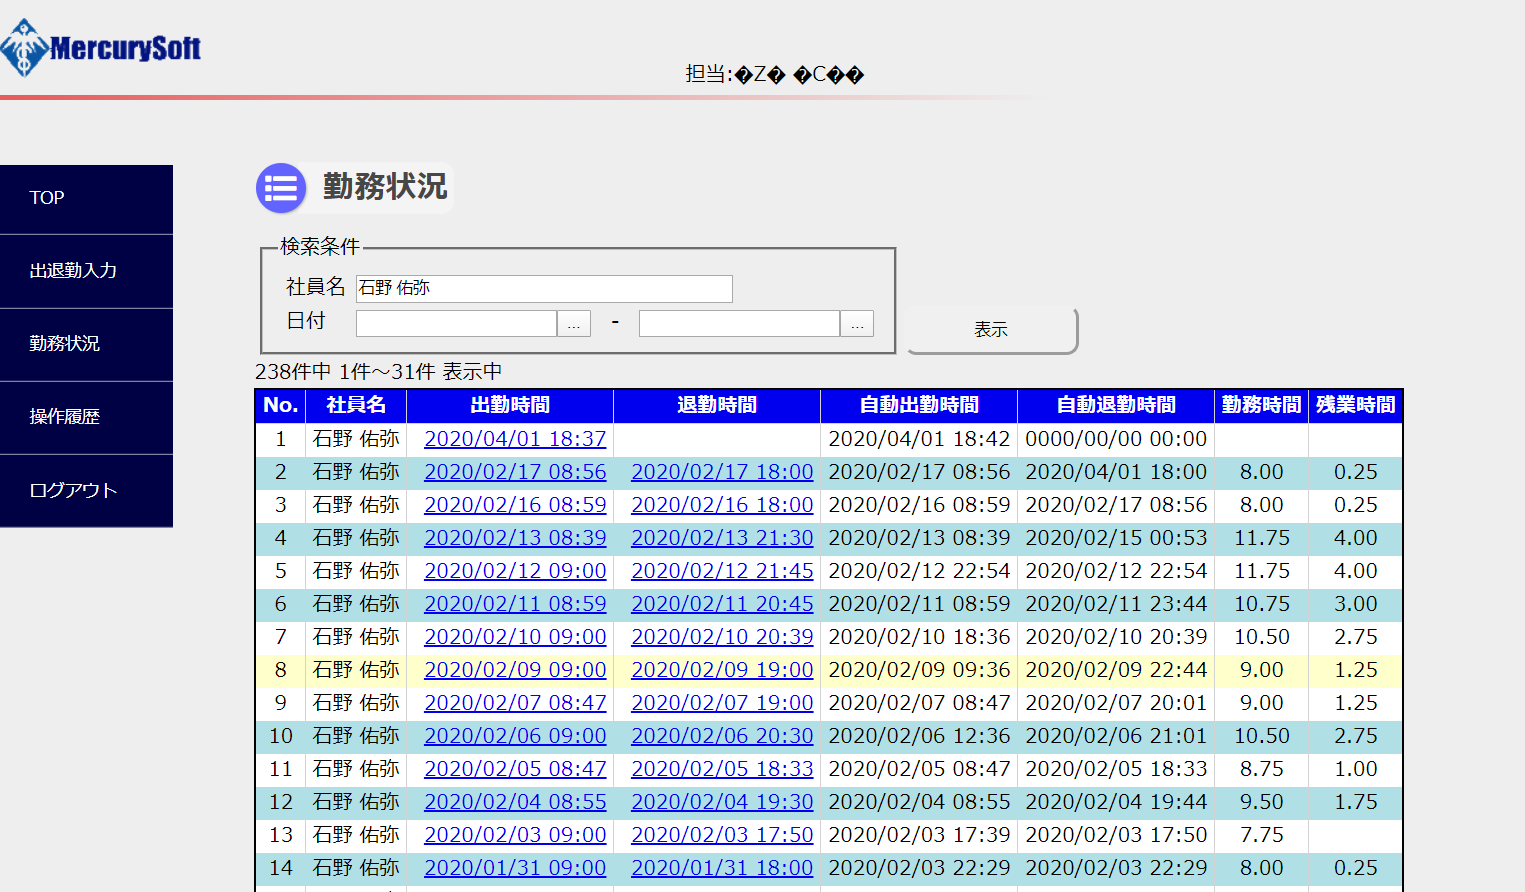 MercurySoft
担当:�Z� �C��
TOP
出退勤入力
勤務状況
操作履歴
ログアウト
勤務状況
検索条件
社員名 石野 佑弥
日付 ... - ...
表示
238件中 1件～31件 表示中
No. 社員名 出勤時間 退勤時間 自動出勤時間 自動退勤時間 勤務時間 残業時間
1 石野 佑弥 2020/04/01 18:37 2020/04/01 18:42 0000/00/00 00:00
2 石野 佑弥 2020/02/17 08:56 2020/02/17 18:00 2020/02/17 08:56 2020/04/01 18:00 8.00 0.25
3 石野 佑弥 2020/02/16 08:59 2020/02/16 18:00 2020/02/16 08:59 2020/02/17 08:56 8.00 0.25
4 石野 佑弥 2020/02/13 08:39 2020/02/13 21:30 2020/02/13 08:39 2020/02/15 00:53 11.75 4.00
5 石野 佑弥 2020/02/12 09:00 2020/02/12 21:45 2020/02/12 22:54 2020/02/12 22:54 11.75 4.00
6 石野 佑弥 2020/02/11 08:59 2020/02/11 20:45 2020/02/11 08:59 2020/02/11 23:44 10.75 3.00
7 石野 佑弥 2020/02/10 09:00 2020/02/10 20:39 2020/02/10 18:36 2020/02/10 20:39 10.50 2.75
8 石野 佑弥 2020/02/09 09:00 2020/02/09 19:00 2020/02/09 09:36 2020/02/09 22:44 9.00 1.25
9 石野 佑弥 2020/02/07 08:47 2020/02/07 19:00 2020/02/07 08:47 2020/02/07 20:01 9.00 1.25
10 石野 佑弥 2020/02/06 09:00 2020/02/06 20:30 2020/02/06 12:36 2020/02/06 21:01 10.50 2.75
11 石野 佑弥 2020/02/05 08:47 2020/02/05 18:33 2020/02/05 08:47 2020/02/05 18:33 8.75 1.00
12 石野 佑弥 2020/02/04 08:55 2020/02/04 19:30 2020/02/04 08:55 2020/02/04 19:44 9.50 1.75
13 石野 佑弥 2020/02/03 09:00 2020/02/03 17:50 2020/02/03 17:39 2020/02/03 17:50 7.75
14 石野 佑弥 2020/01/31 09:00 2020/01/31 18:00 2020/02/03 22:29 2020/02/03 22:29 8.00 0.25